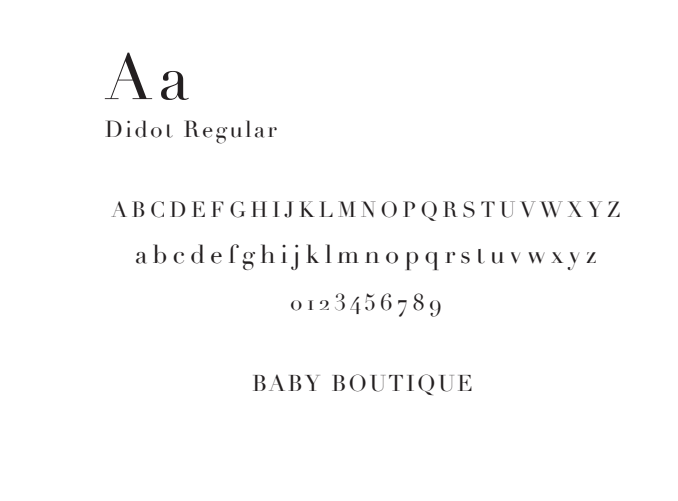 Aa
Didot Regular
ABCDEFGHIJKLMNOPQRSTUVWXYZ
abcdefghijklmnopqrstuvwxyz
0123456789
BABY BOUTIQUE